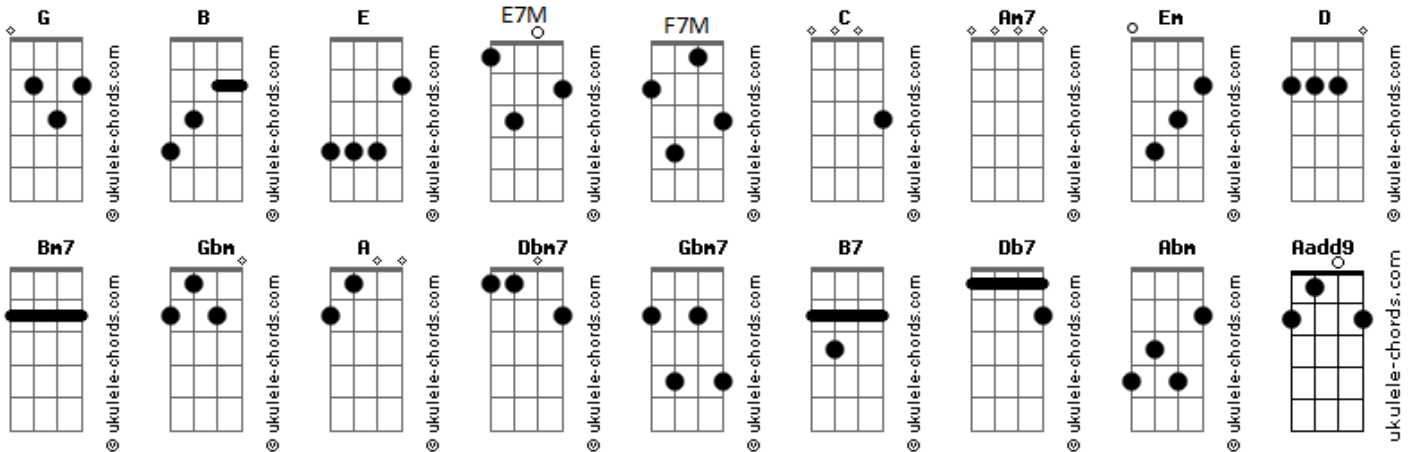 G B E E7M F7M C Am7 Em D
© ukulele-chords.com © ukulele-chords.com © ukulele-chords.com © ukulele-chords.com © ukulele-chords.com © ukulele-chords.com © ukulele-chords.com © ukulele-chords.com © ukulele-chords.com
Bm7 Gbm A Dbm7 Gbm7 B7 Db7 Abm Aadd9
© ukulele-chords.com © ukulele-chords.com © ukulele-chords.com © ukulele-chords.com © ukulele-chords.com © ukulele-chords.com © ukulele-chords.com © ukulele-chords.com ukulele-chords.com